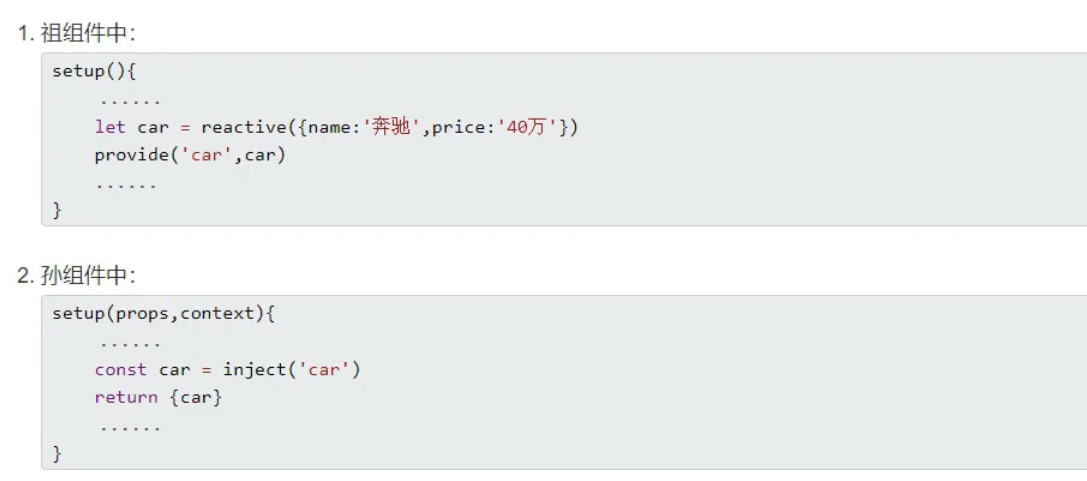 1. 祖组件中：
setup(){
    ......
    let car = reactive({name:'奔驰',price:'40万'})
    provide('car',car)
    ......
}
2. 孙组件中：
setup(props,context){
    ......
    const car = inject('car')
    return {car}
    ......
}